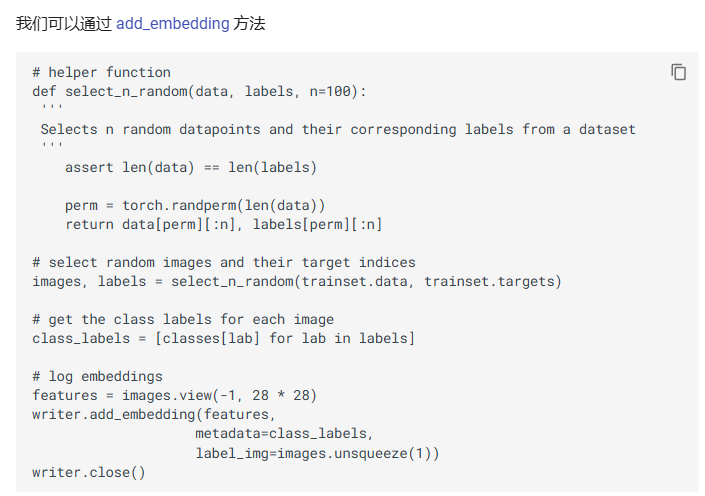 我们可以通过 add_embedding 方法
# helper function
def select_n_random(data, labels, n=100):
 '''
 Selects n random datapoints and their corresponding labels from a dataset
 '''
    assert len(data) == len(labels)

    perm = torch.randperm(len(data))
    return data[perm][:n], labels[perm][:n]

# select random images and their target indices
images, labels = select_n_random(trainset.data, trainset.targets)

# get the class labels for each image
class_labels = [classes[lab] for lab in labels]

# log embeddings
features = images.view(-1, 28 * 28)
writer.add_embedding(features,
                    metadata=class_labels,
                    label_img=images.unsqueeze(1))
writer.close()